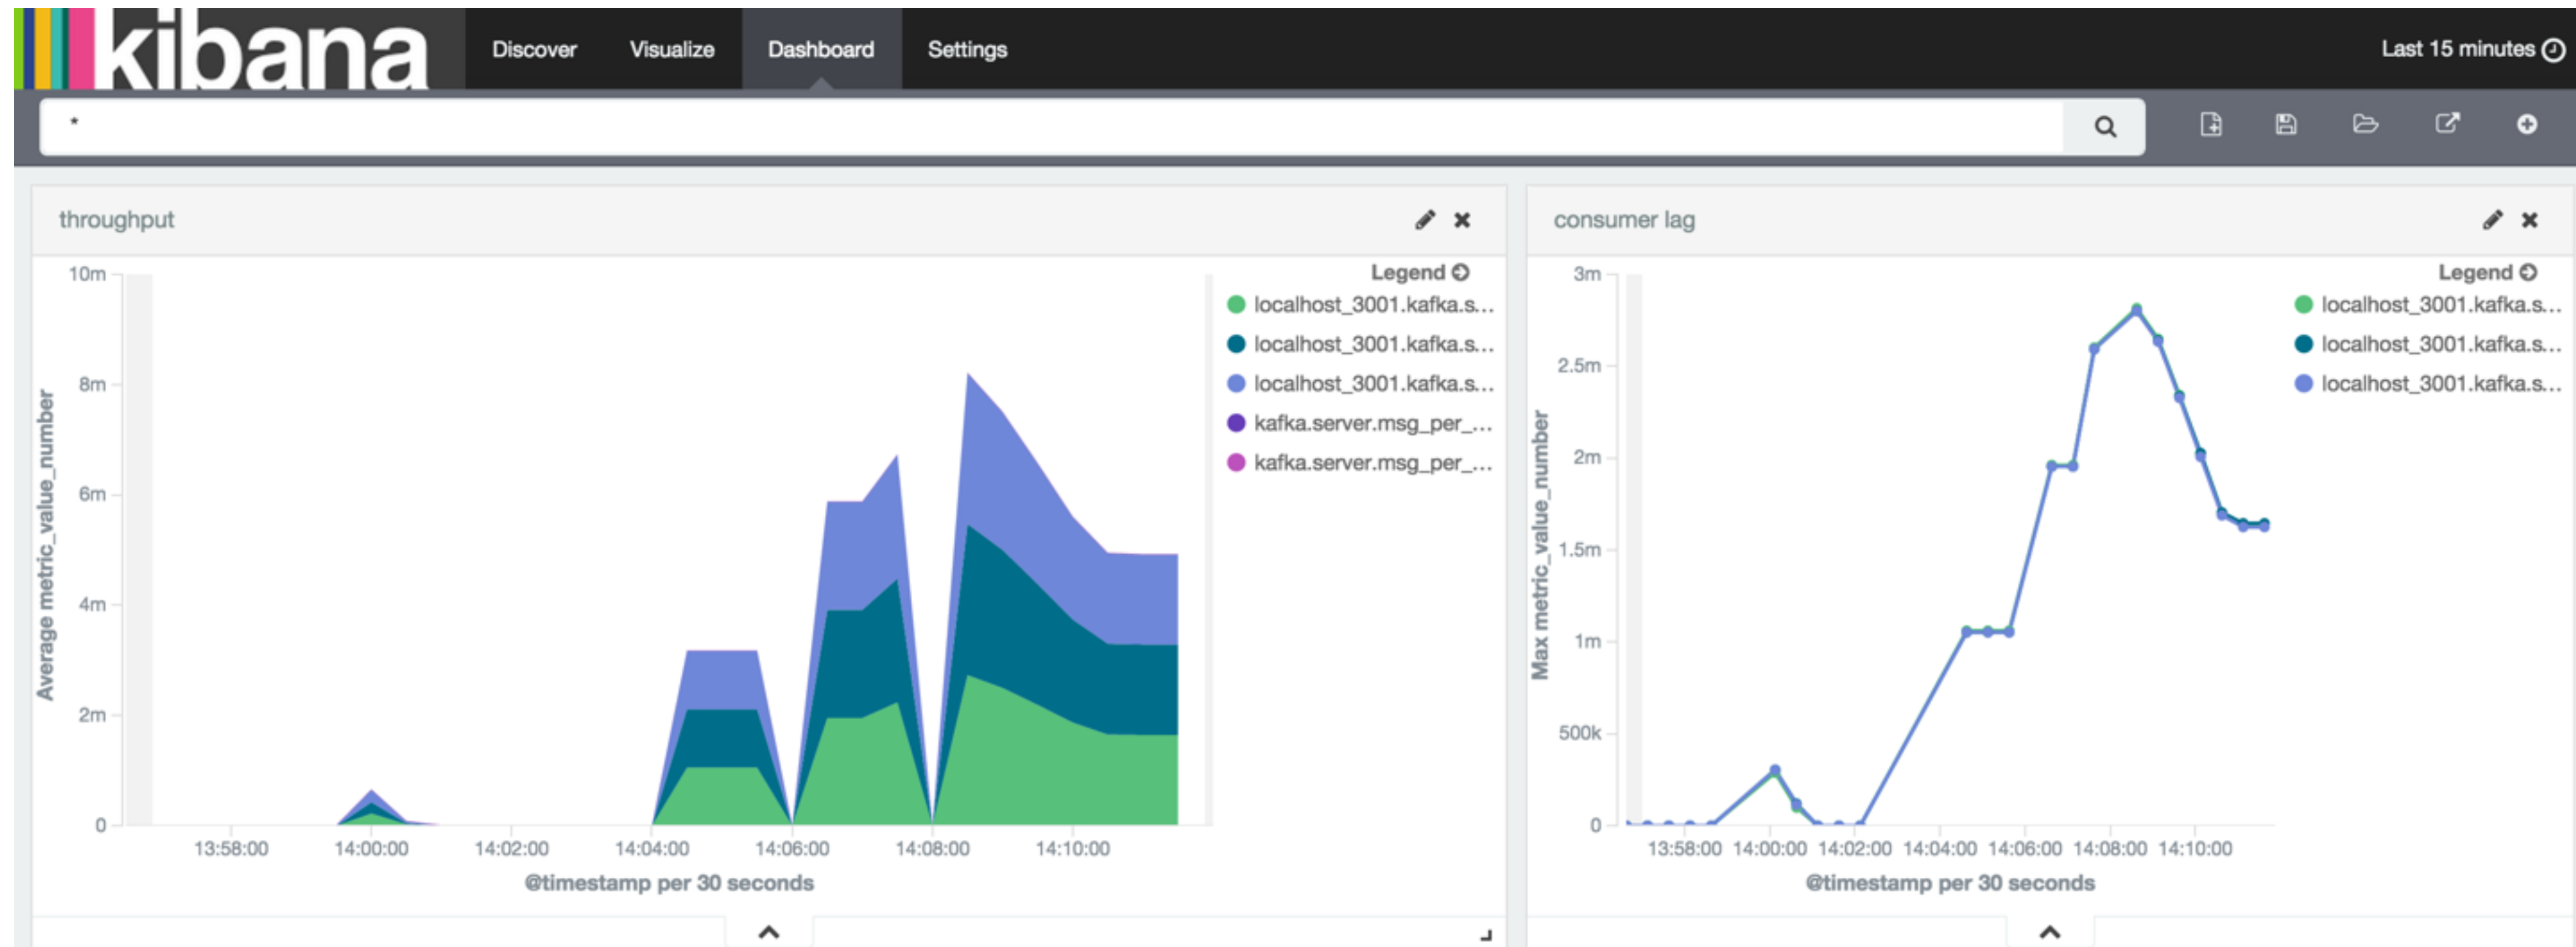 kibana Discover Visualize Dashboard Settings Last 15 minutes
*
throughput
Legend
localhost_3001.kafka.s...
localhost_3001.kafka.s...
localhost_3001.kafka.s...
kafka.server.msg_per_...
kafka.server.msg_per_...
10m
8m
6m
4m
2m
0
Average metric_value_number
13:58:00 14:00:00 14:02:00 14:04:00 14:06:00 14:08:00 14:10:00
@timestamp per 30 seconds
consumer lag
Legend
localhost_3001.kafka.s...
localhost_3001.kafka.s...
localhost_3001.kafka.s...
3m
2.5m
2m
1.5m
1m
500k
0
Max metric_value_number
13:58:00 14:00:00 14:02:00 14:04:00 14:06:00 14:08:00 14:10:00
@timestamp per 30 seconds